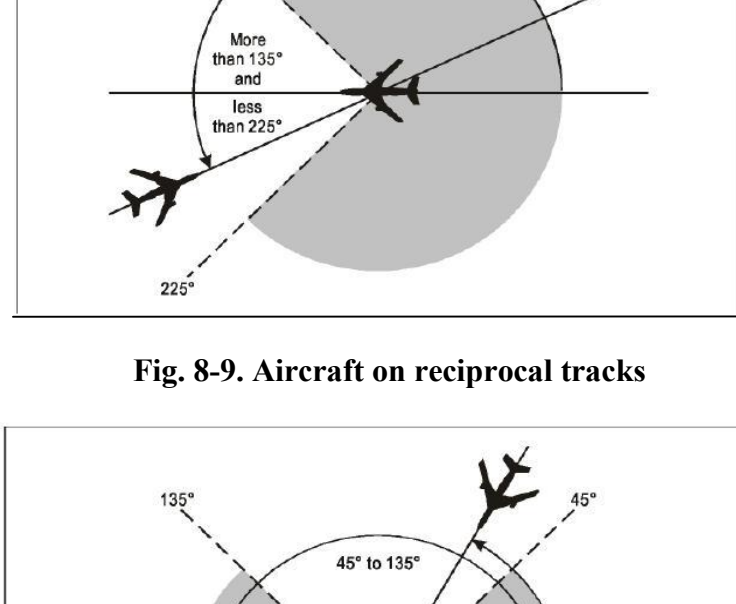 More
than 135°
and
less
than 225°
225°
Fig. 8-9. Aircraft on reciprocal tracks
135°
45°
45° to 135°